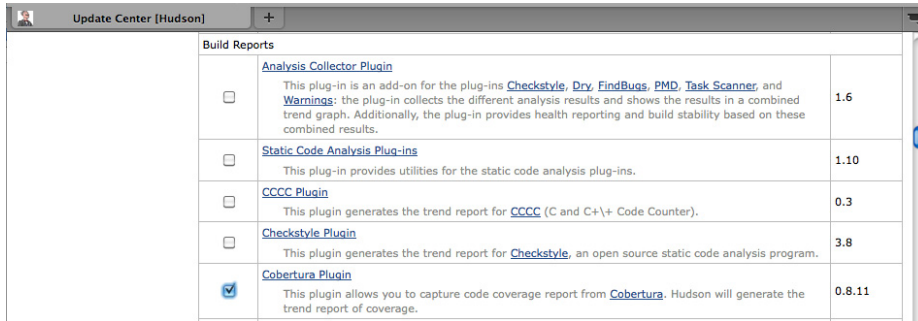 Update Center [Hudson]
+
Build Reports
Analysis Collector Plugin
This plug-in is an add-on for the plug-ins Checkstyle, Dry, FindBugs, PMD, Task Scanner, and
Warnings: the plug-in collects the different analysis results and shows the results in a combined
trend graph. Additionally, the plug-in provides health reporting and build stability based on these
combined results.
1.6
Static Code Analysis Plug-ins
This plug-in provides utilities for the static code analysis plug-ins.
1.10
CCCC Plugin
This plugin generates the trend report for CCCC (C and C+\+ Code Counter).
0.3
Checkstyle Plugin
This plugin generates the trend report for Checkstyle, an open source static code analysis program.
3.8
Cobertura Plugin
This plugin allows you to capture code coverage report from Cobertura. Hudson will generate the
trend report of coverage.
0.8.11